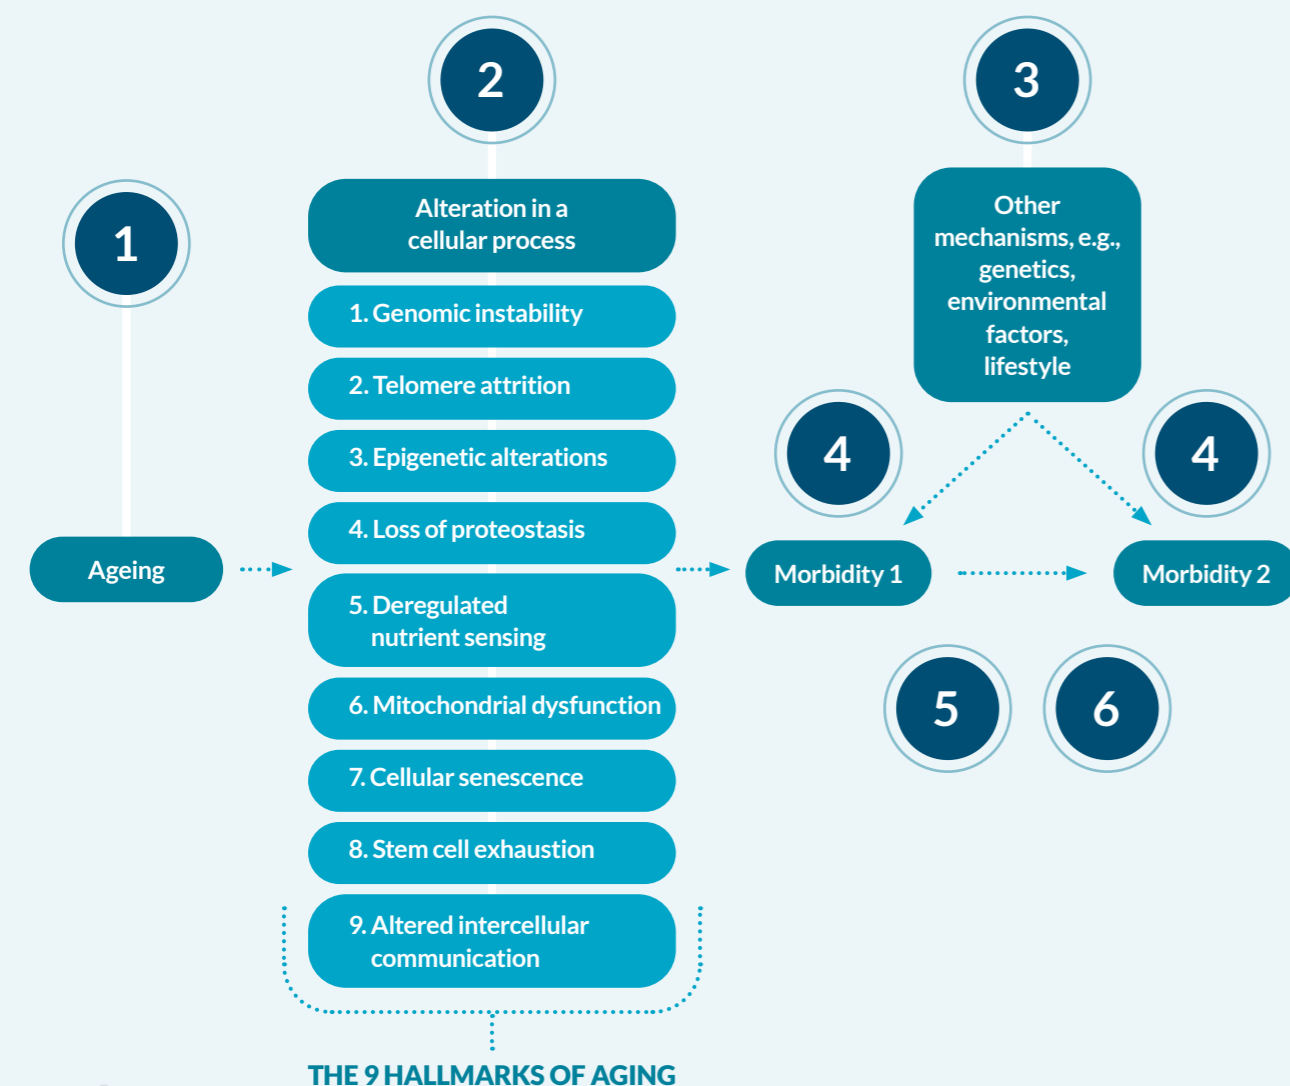 1
Ageing
2
Alteration in a
cellular process
1. Genomic instability
2. Telomere attrition
3. Epigenetic alterations
4. Loss of proteostasis
5. Deregulated
nutrient sensing
6. Mitochondrial dysfunction
7. Cellular senescence
8. Stem cell exhaustion
9. Altered intercellular
communication
THE 9 HALLMARKS OF AGING
3
Other
mechanisms, e.g.,
genetics,
environmental
factors,
lifestyle
4
4
Morbidity 1
Morbidity 2
5
6